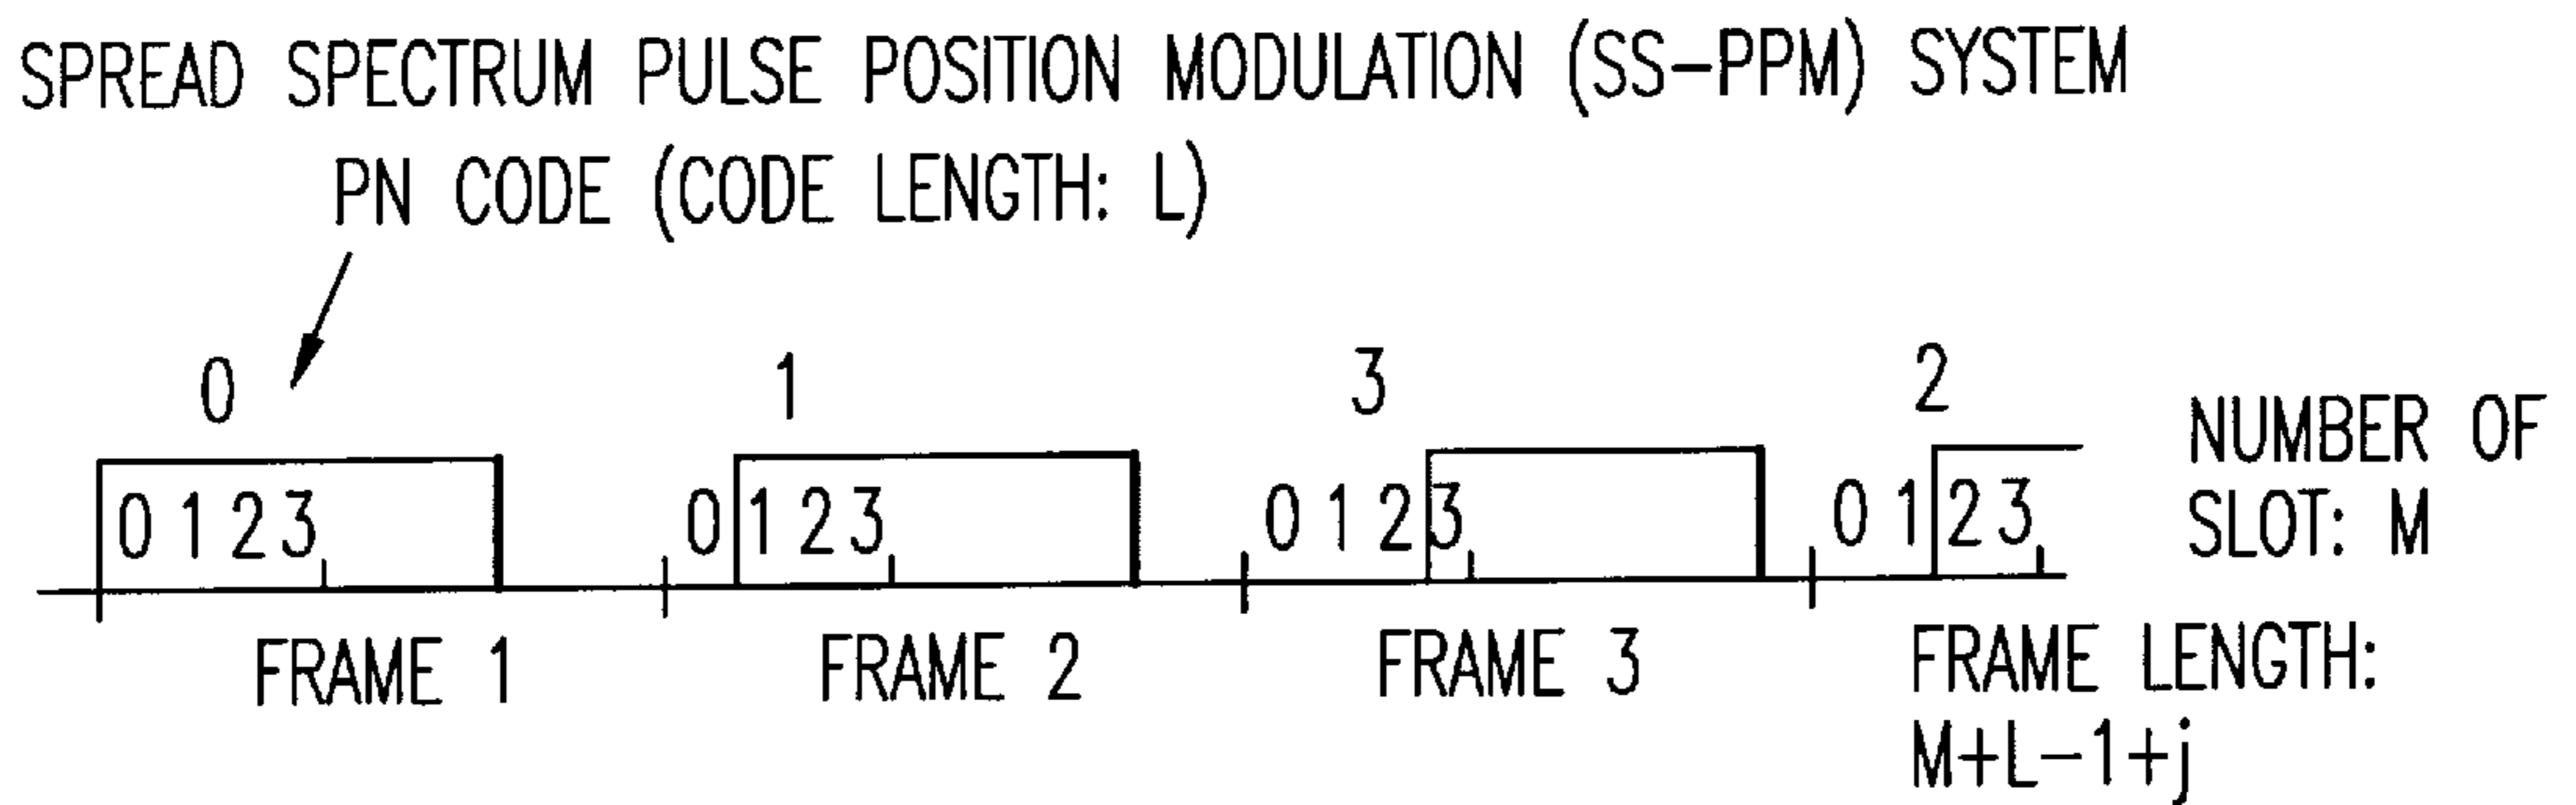 SPREAD SPECTRUM PULSE POSITION MODULATION (SS-PPM) SYSTEM
PN CODE (CODE LENGTH: L)
0 1 3 2
0 1 2 3 0 1 2 3 0 1 2 3 0 1 2 3
NUMBER OF
SLOT: M
FRAME 1 FRAME 2 FRAME 3
FRAME LENGTH:
M+L-1+j